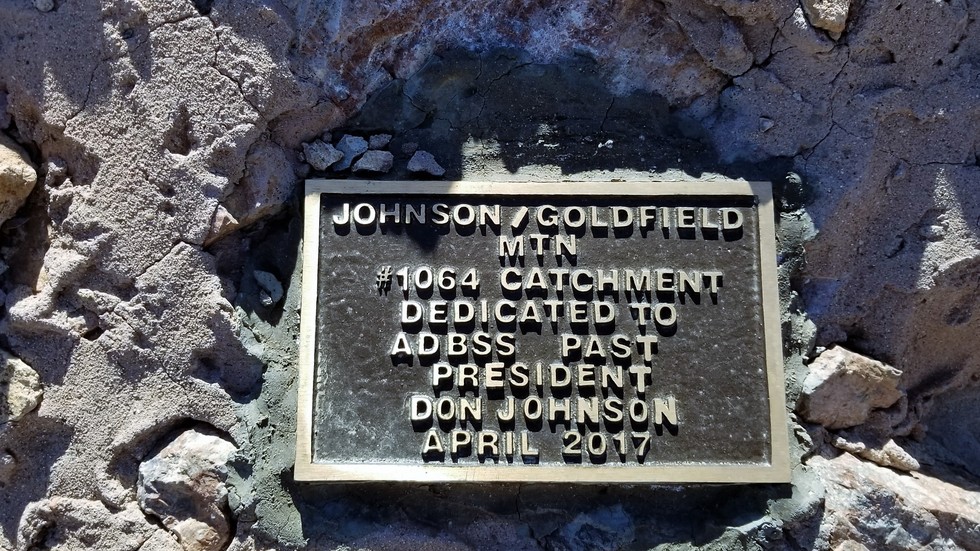 JOHNSON/GOLDFIELD
MTN
#1064 CATCHMENT
DEDICATED TO
ADBSS PAST
PRESIDENT
DON JOHNSON
APRIL 2017